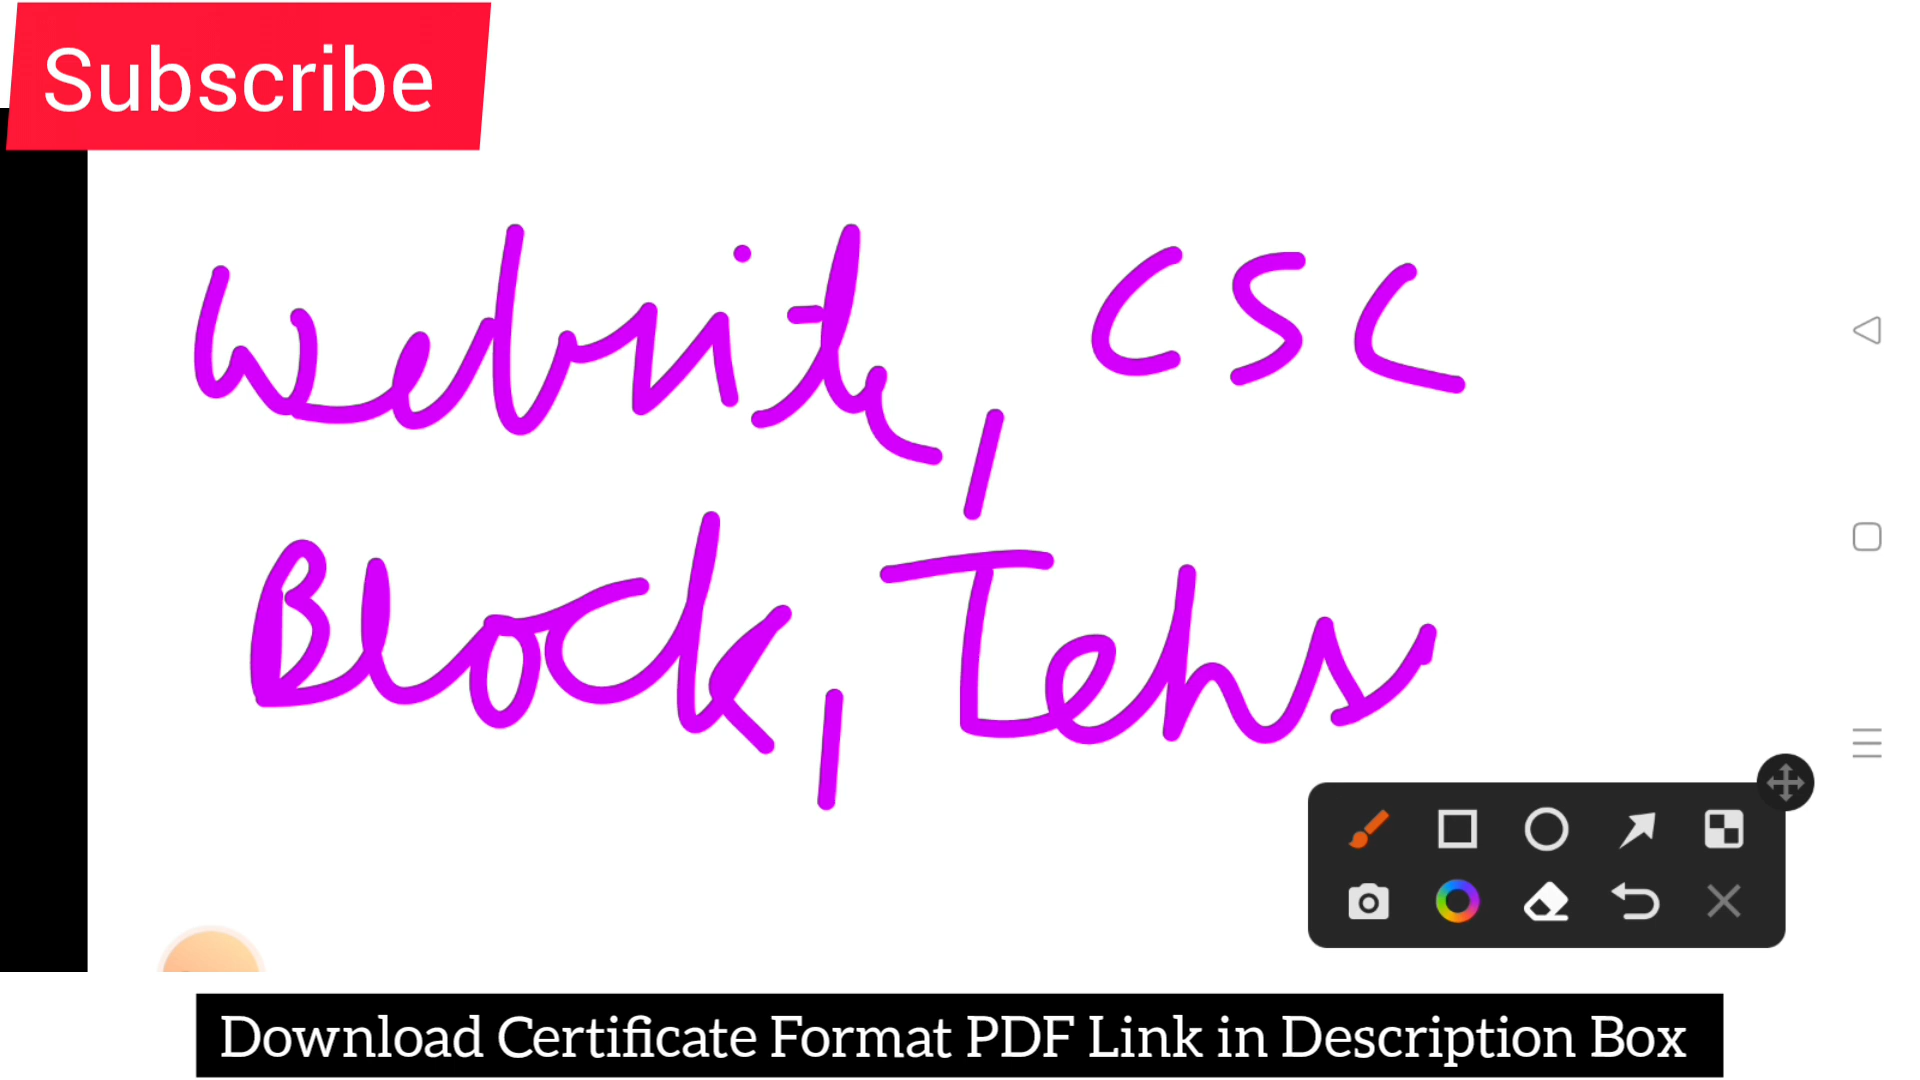 Subscribe
Website, CSC
Block, Tehs
Download Certificate Format PDF Link in Description Box